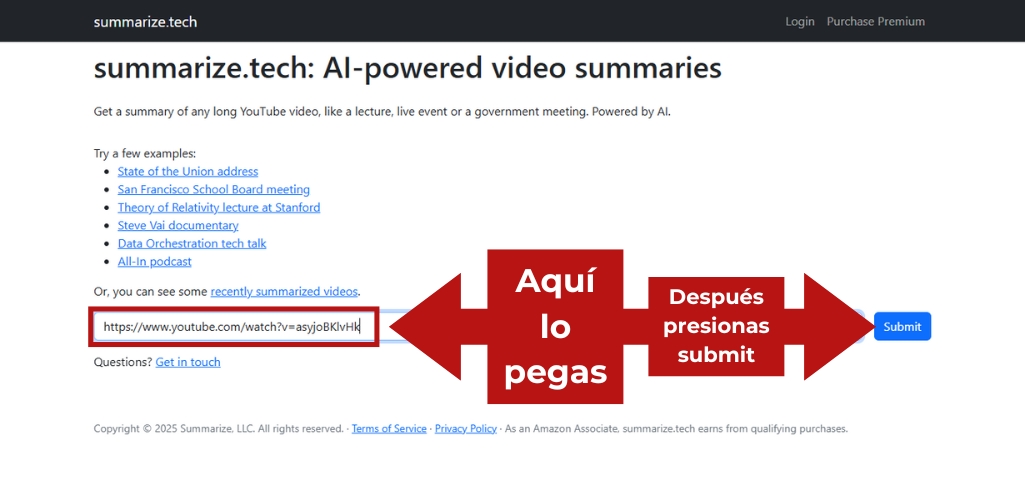 summarize.tech
Login
Purchase Premium
summarize.tech: AI-powered video summaries
Get a summary of any long YouTube video, like a lecture, live event or a government meeting. Powered by AI.
Try a few examples:
State of the Union address
San Francisco School Board meeting
Theory of Relativity lecture at Stanford
Steve Vai documentary
Data Orchestration tech talk
All-In podcast
Or, you can see some recently summarized videos.
https://www.youtube.com/watch?v=asyjoBKlvHk
Aquí
lo
pegas
Después
presionas
submit
Submit
Questions? Get in touch
Copyright © 2025 Summarize, LLC. All rights reserved. · Terms of Service · Privacy Policy · As an Amazon Associate, summarize.tech earns from qualifying purchases.